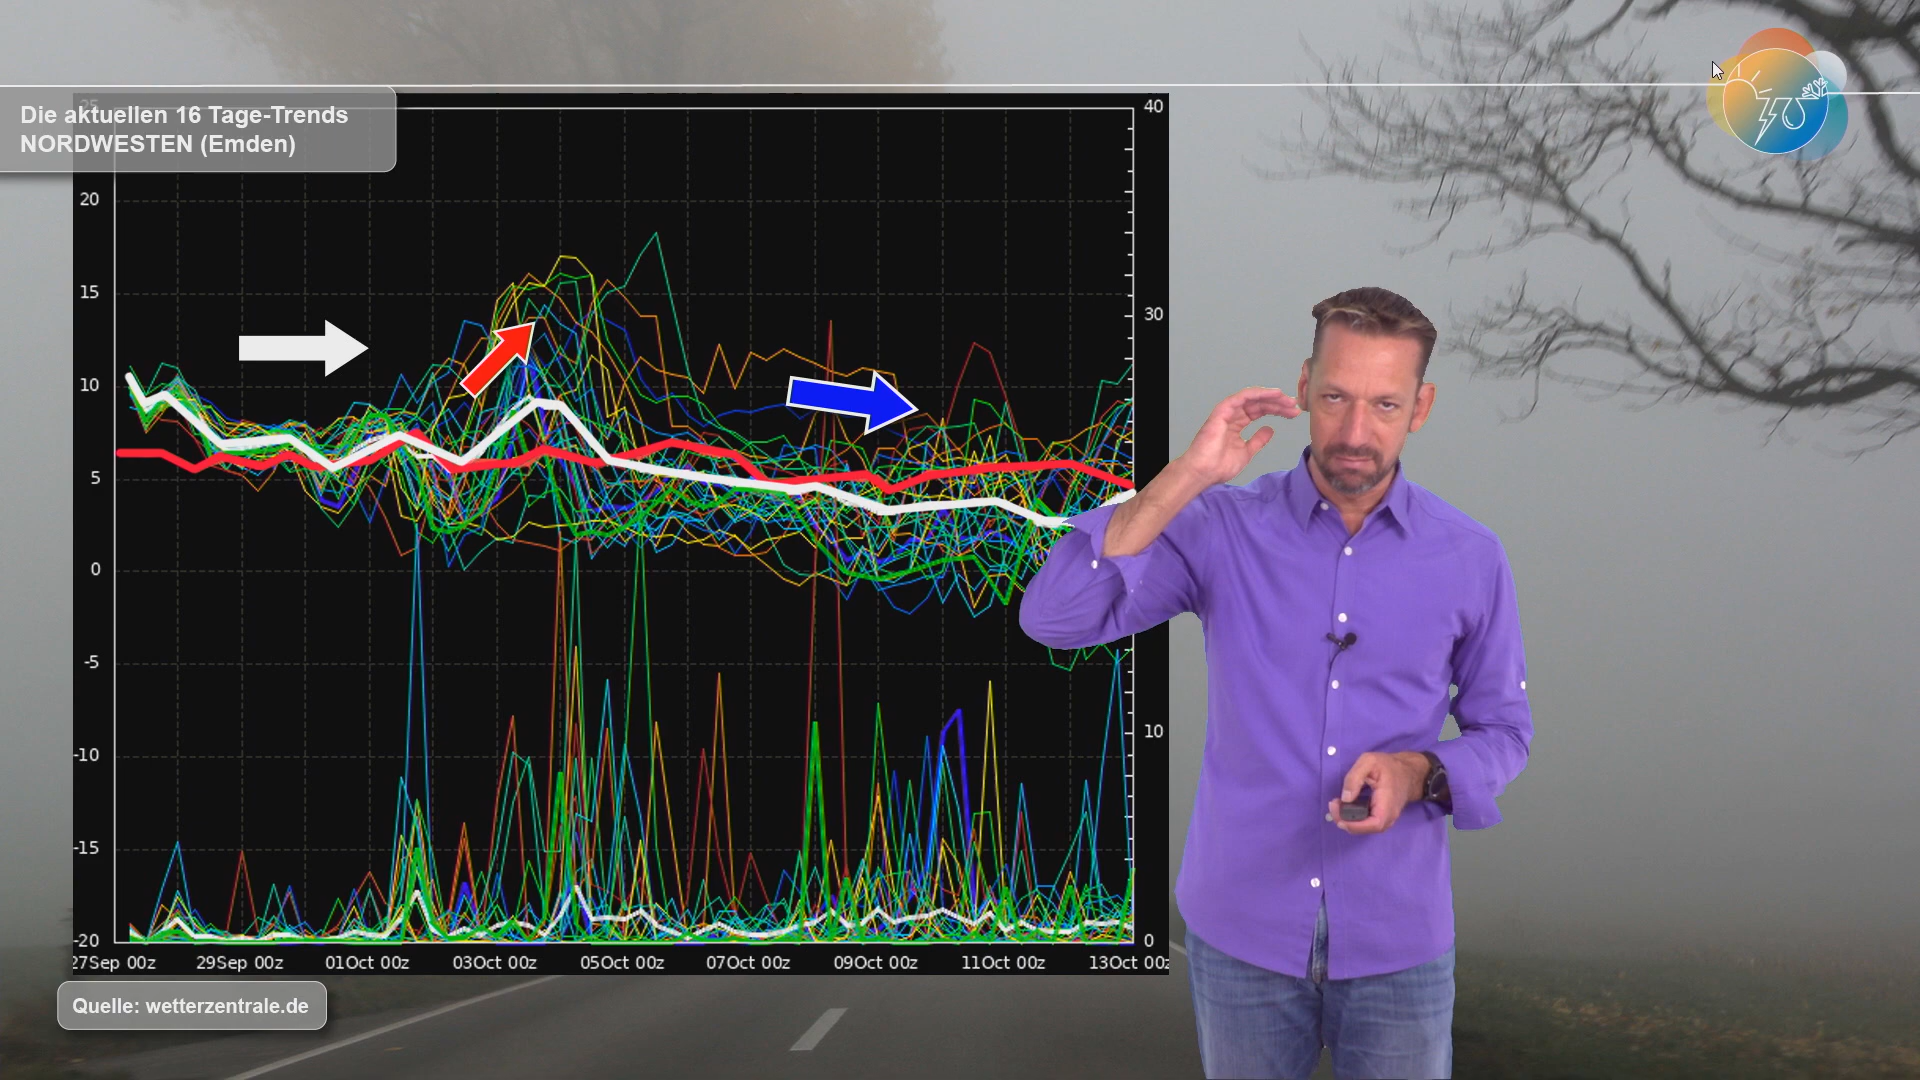 Die aktuellen 16 Tage-Trends
NORDWESTEN (Emden)
25
20
15
10
5
0
-5
-10
-15
-20
40
30
10
0
27Sep 00z
29Sep 00z
01Oct 00z
03Oct 00z
05Oct 00z
07Oct 00z
09Oct 00z
11Oct 00z
13Oct 00z
Quelle: wetterzentrale.de